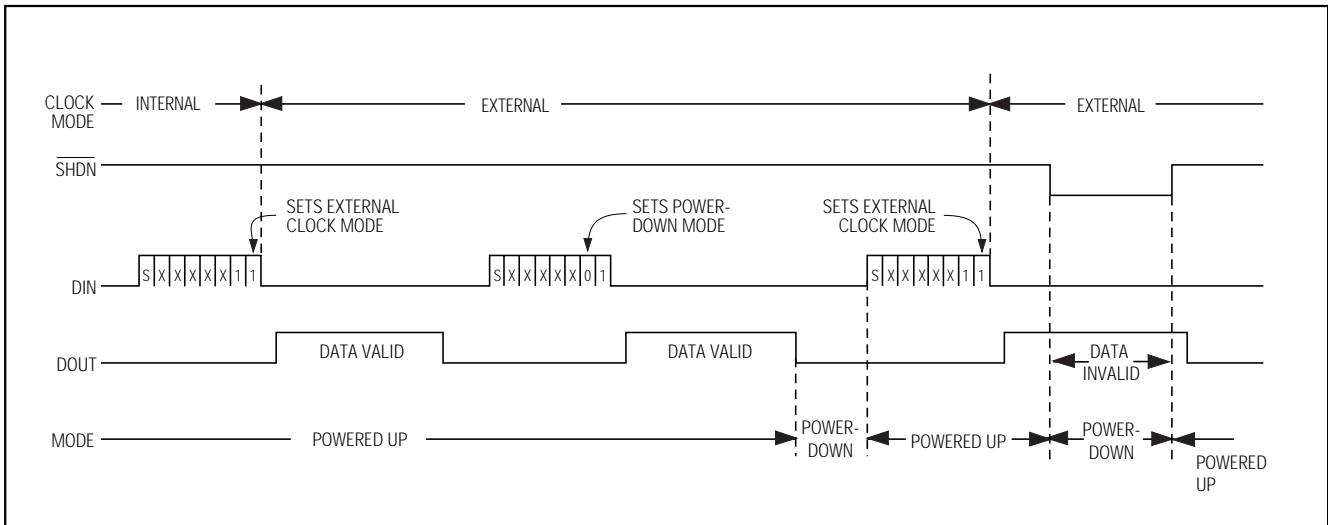 CLOCK MODE
INTERNAL
EXTERNAL
EXTERNAL
SHDN
SETS EXTERNAL
CLOCK MODE
SETS POWER-
DOWN MODE
SETS EXTERNAL
CLOCK MODE
DIN
S X X X X X 1 1
S X X X X X 0 1
S X X X X X 1 1
DOUT
DATA VALID
DATA VALID
DATA
INVALID
MODE
POWERED UP
POWER-
DOWN
POWERED UP
POWER-
DOWN
POWERED
UP